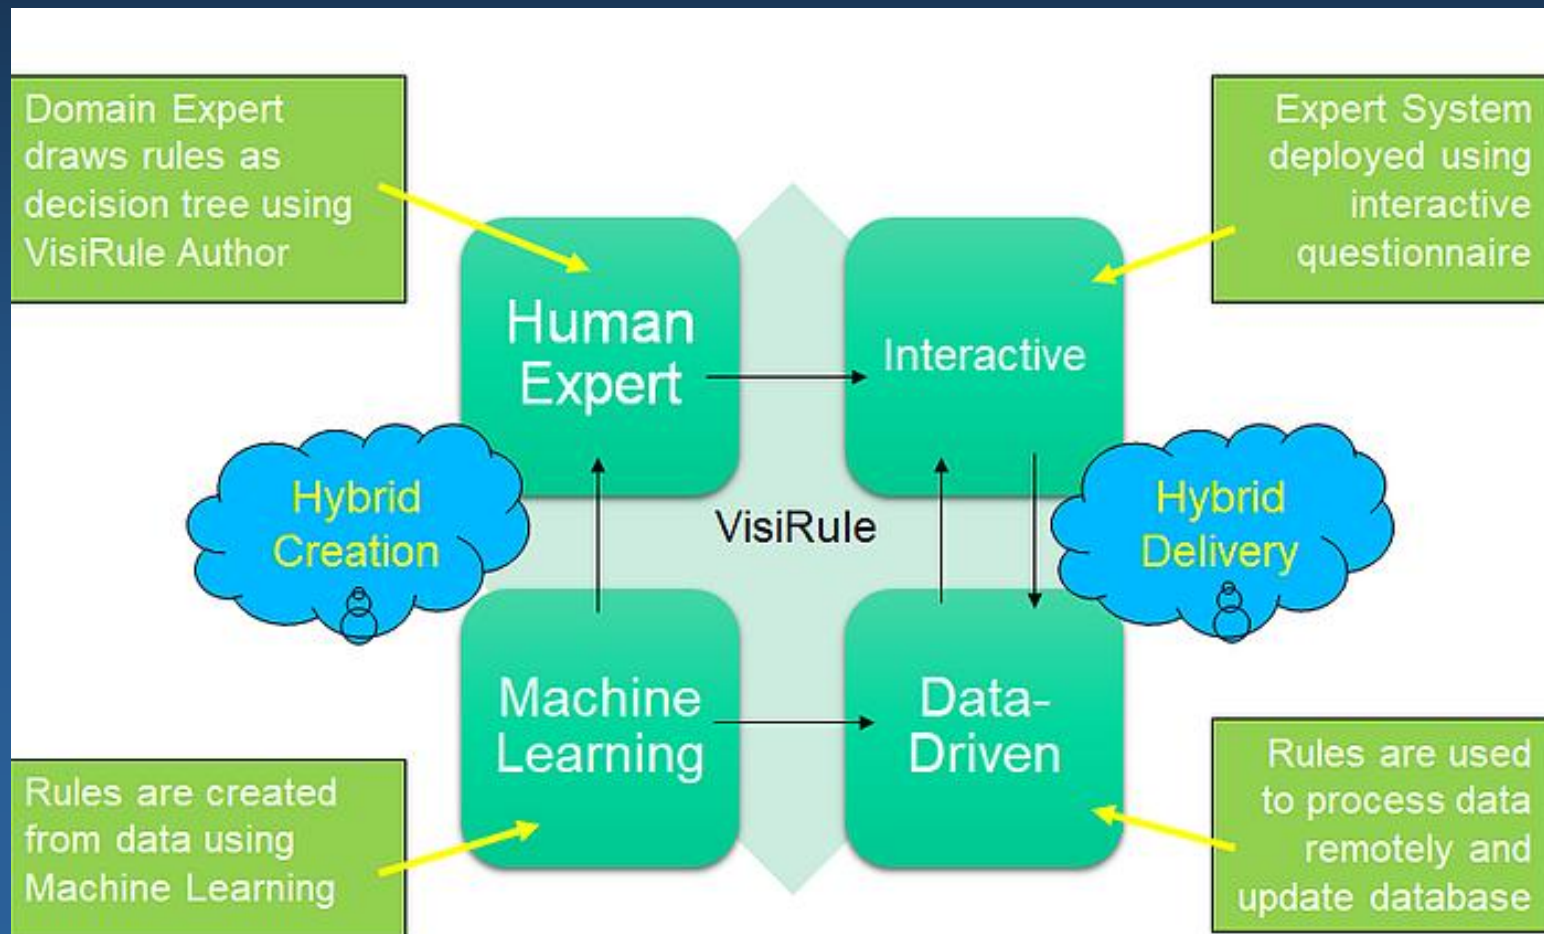 Domain Expert
draws rules as
decision tree using
VisiRule Author
Expert System
deployed using
interactive
questionnaire
Human
Expert
Interactive
Hybrid
Creation
VisiRule
Hybrid
Delivery
Machine
Learning
Data-
Driven
Rules are created
from data using
Machine Learning
Rules are used
to process data
remotely and
update database